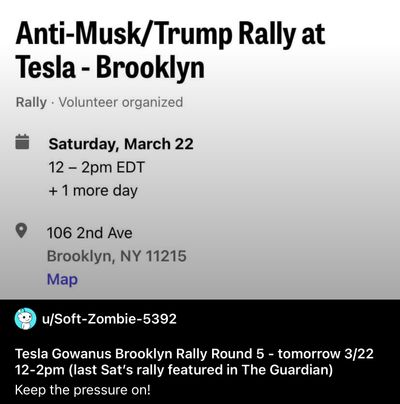 Anti-Musk/Trump Rally at
Tesla - Brooklyn
Rally · Volunteer organized
Saturday, March 22
12 – 2pm EDT
+ 1 more day
106 2nd Ave
Brooklyn, NY 11215
Map
u/Soft-Zombie-5392
Tesla Gowanus Brooklyn Rally Round 5 - tomorrow 3/22
12-2pm (last Sat's rally featured in The Guardian)
Keep the pressure on!